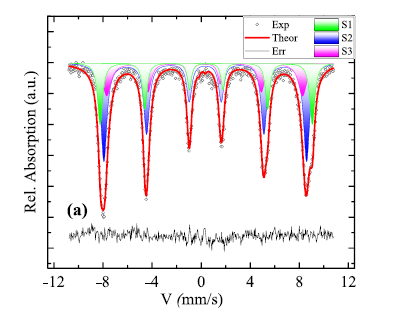 Exp S1
Theor S2
Err S3
Rel. Absorption (a.u.)
(a)
-12 -8 -4 0 4 8 12
V (mm/s)